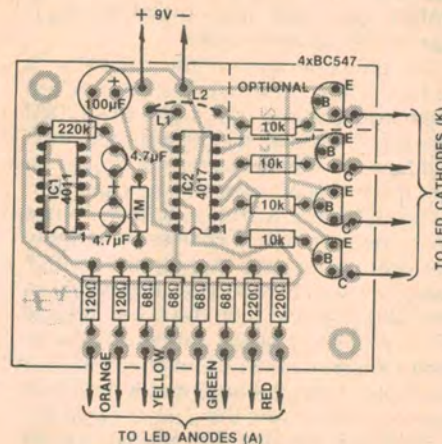 + 9V −
4xBC547
OPTIONAL
E
B
C
100µF
+
L2
L1
220k
10k
IC1
4011
4.7µF
+
IC2
4017
10k
E
B
C
1M
10k
E
B
C
+
4.7µF
1
1
10k
E
B
C
TO LED CATHODES (K)
120Ω
120Ω
68Ω
68Ω
68Ω
68Ω
220Ω
220Ω
ORANGE
YELLOW
GREEN
RED
TO LED ANODES (A)